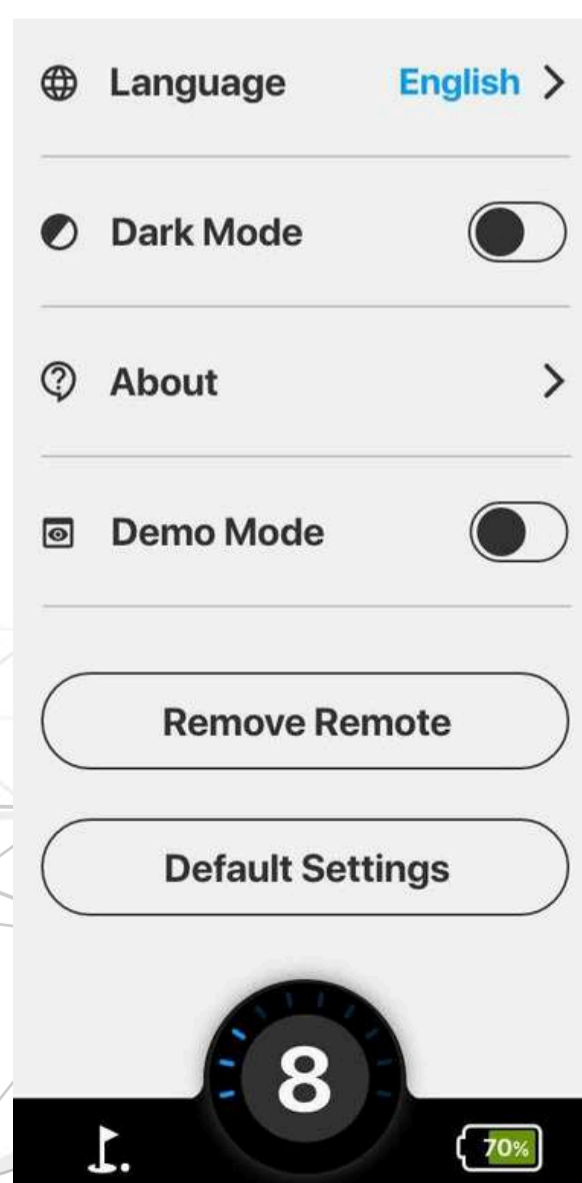 Language English
Dark Mode
About
Demo Mode
Remove Remote
Default Settings
8
70%